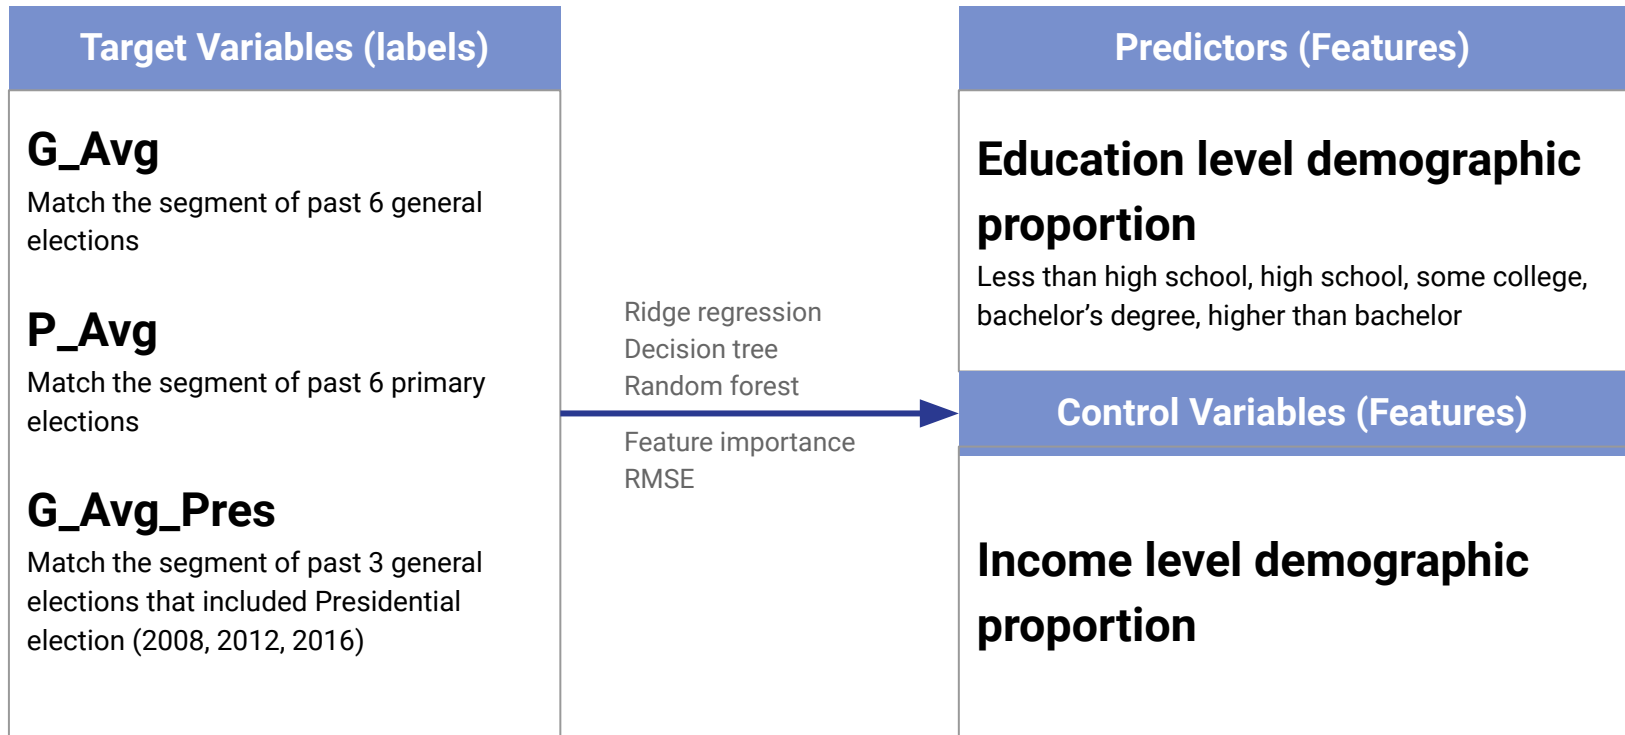 Target Variables (labels)
G_Avg
Match the segment of past 6 general
elections
P_Avg
Match the segment of past 6 primary
elections
G_Avg_Pres
Match the segment of past 3 general
elections that included Presidential
election (2008, 2012, 2016)
Ridge regression
Decision tree
Random forest
Feature importance
RMSE
Predictors (Features)
Education level demographic
proportion
Less than high school, high school, some college,
bachelor’s degree, higher than bachelor
Control Variables (Features)
Income level demographic
proportion